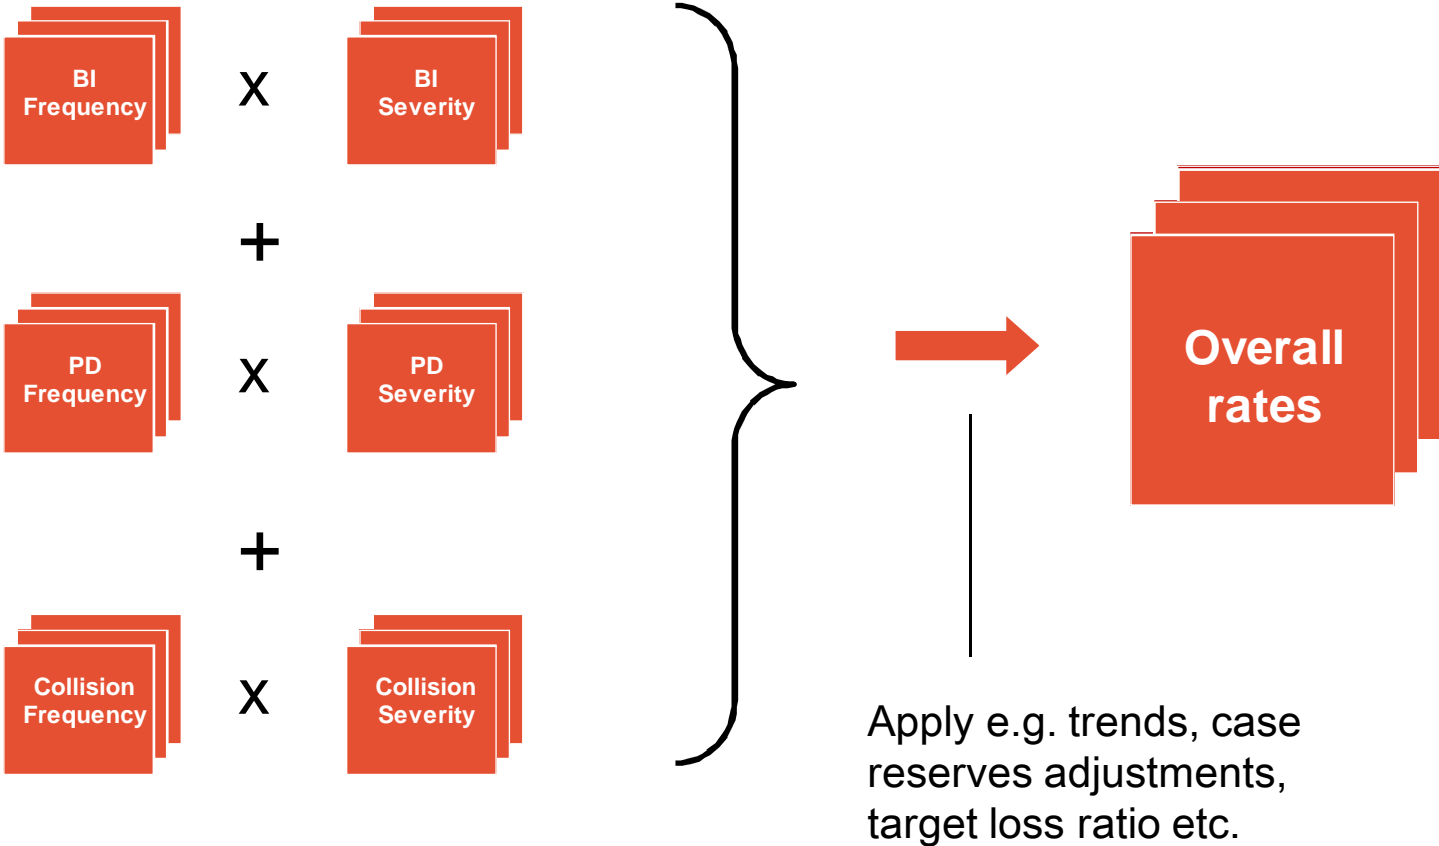 BI
Frequency
x
BI
Severity
+
PD
Frequency
x
PD
Severity
+
Collision
Frequency
x
Collision
Severity
Overall
rates
Apply e.g. trends, case
reserves adjustments,
target loss ratio etc.